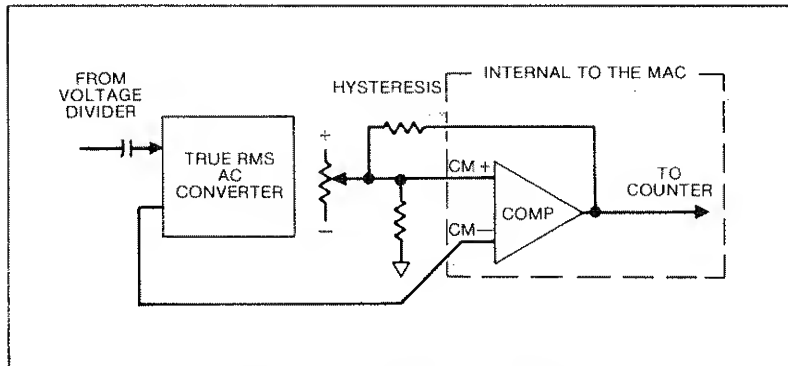 FROM
VOLTAGE
DIVIDER
TRUE RMS
AC
CONVERTER
HYSTERESIS
+
−
INTERNAL TO THE MAC
CM +
CM−
COMP
TO
COUNTER